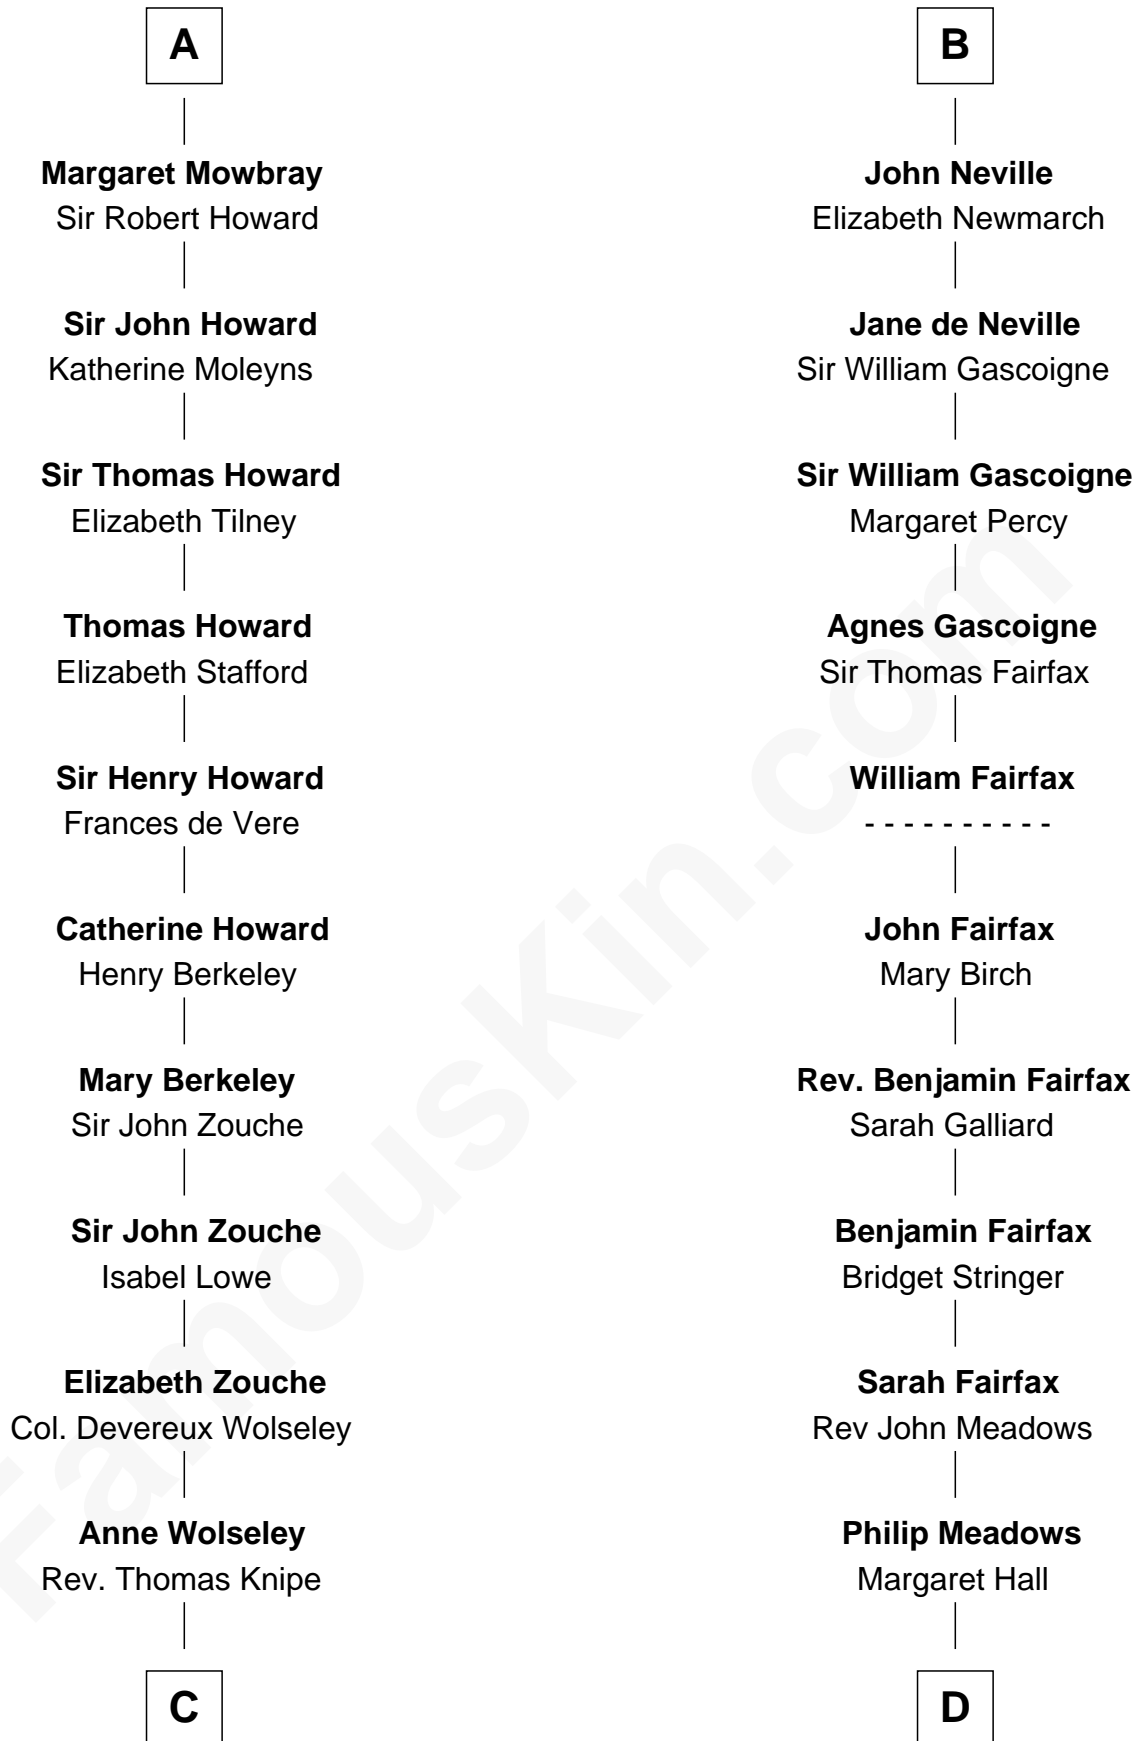 A
Margaret Mowbray
Sir Robert Howard
Sir John Howard
Katherine Moleyns
Sir Thomas Howard
Elizabeth Tilney
Thomas Howard
Elizabeth Stafford
Sir Henry Howard
Frances de Vere
Catherine Howard
Henry Berkeley
Mary Berkeley
Sir John Zouche
Sir John Zouche
Isabel Lowe
Elizabeth Zouche
Col. Devereux Wolseley
Anne Wolseley
Rev. Thomas Knipe
C
B
John Neville
Elizabeth Newmarch
Jane de Neville
Sir William Gascoigne
Sir William Gascoigne
Margaret Percy
Agnes Gascoigne
Sir Thomas Fairfax
William Fairfax
- - - - - - - - - -
John Fairfax
Mary Birch
Rev. Benjamin Fairfax
Sarah Galliard
Benjamin Fairfax
Bridget Stringer
Sarah Fairfax
Rev John Meadows
Philip Meadows
Margaret Hall
D
FamousKin.com